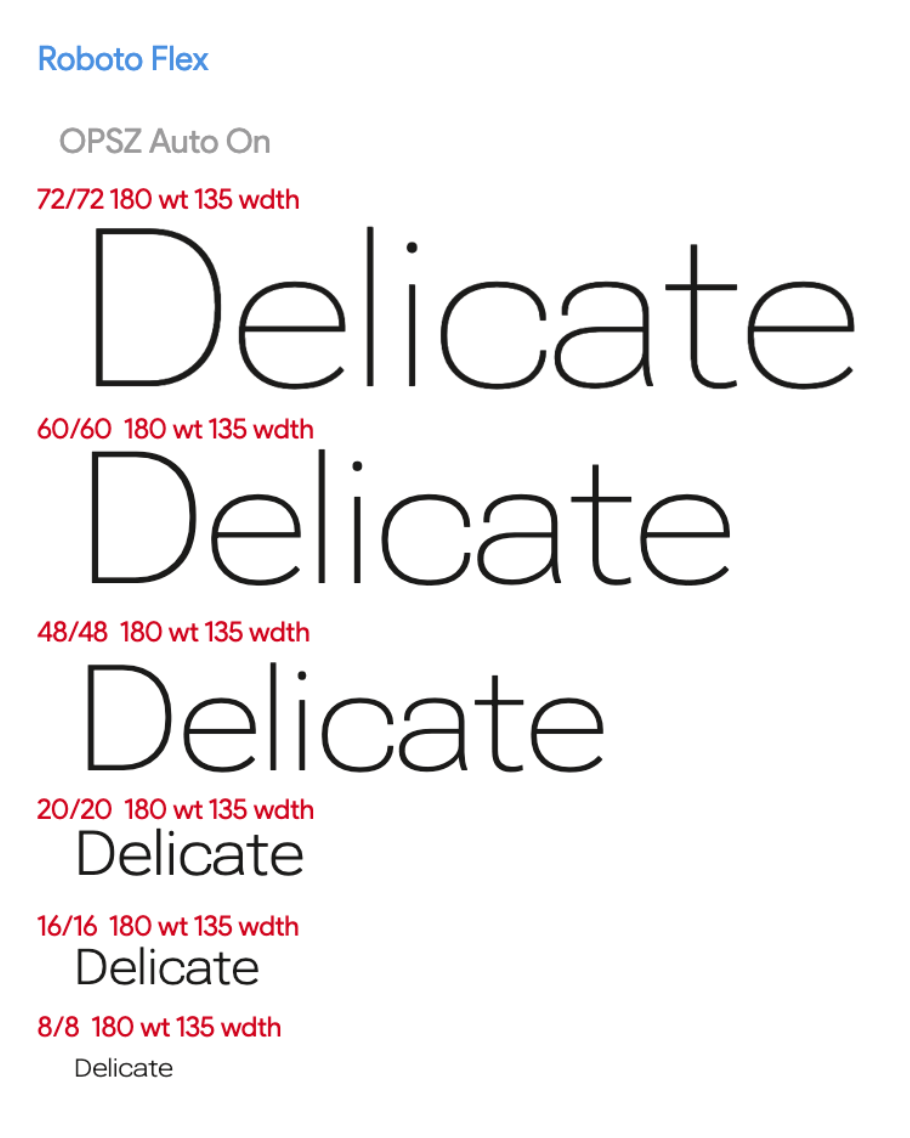 Roboto Flex
OPSZ Auto On
72/72 180 wt 135 wdth
Delicate
60/60 180 wt 135 wdth
Delicate
48/48 180 wt 135 wdth
Delicate
20/20 180 wt 135 wdth
Delicate
16/16 180 wt 135 wdth
Delicate
8/8 180 wt 135 wdth
Delicate